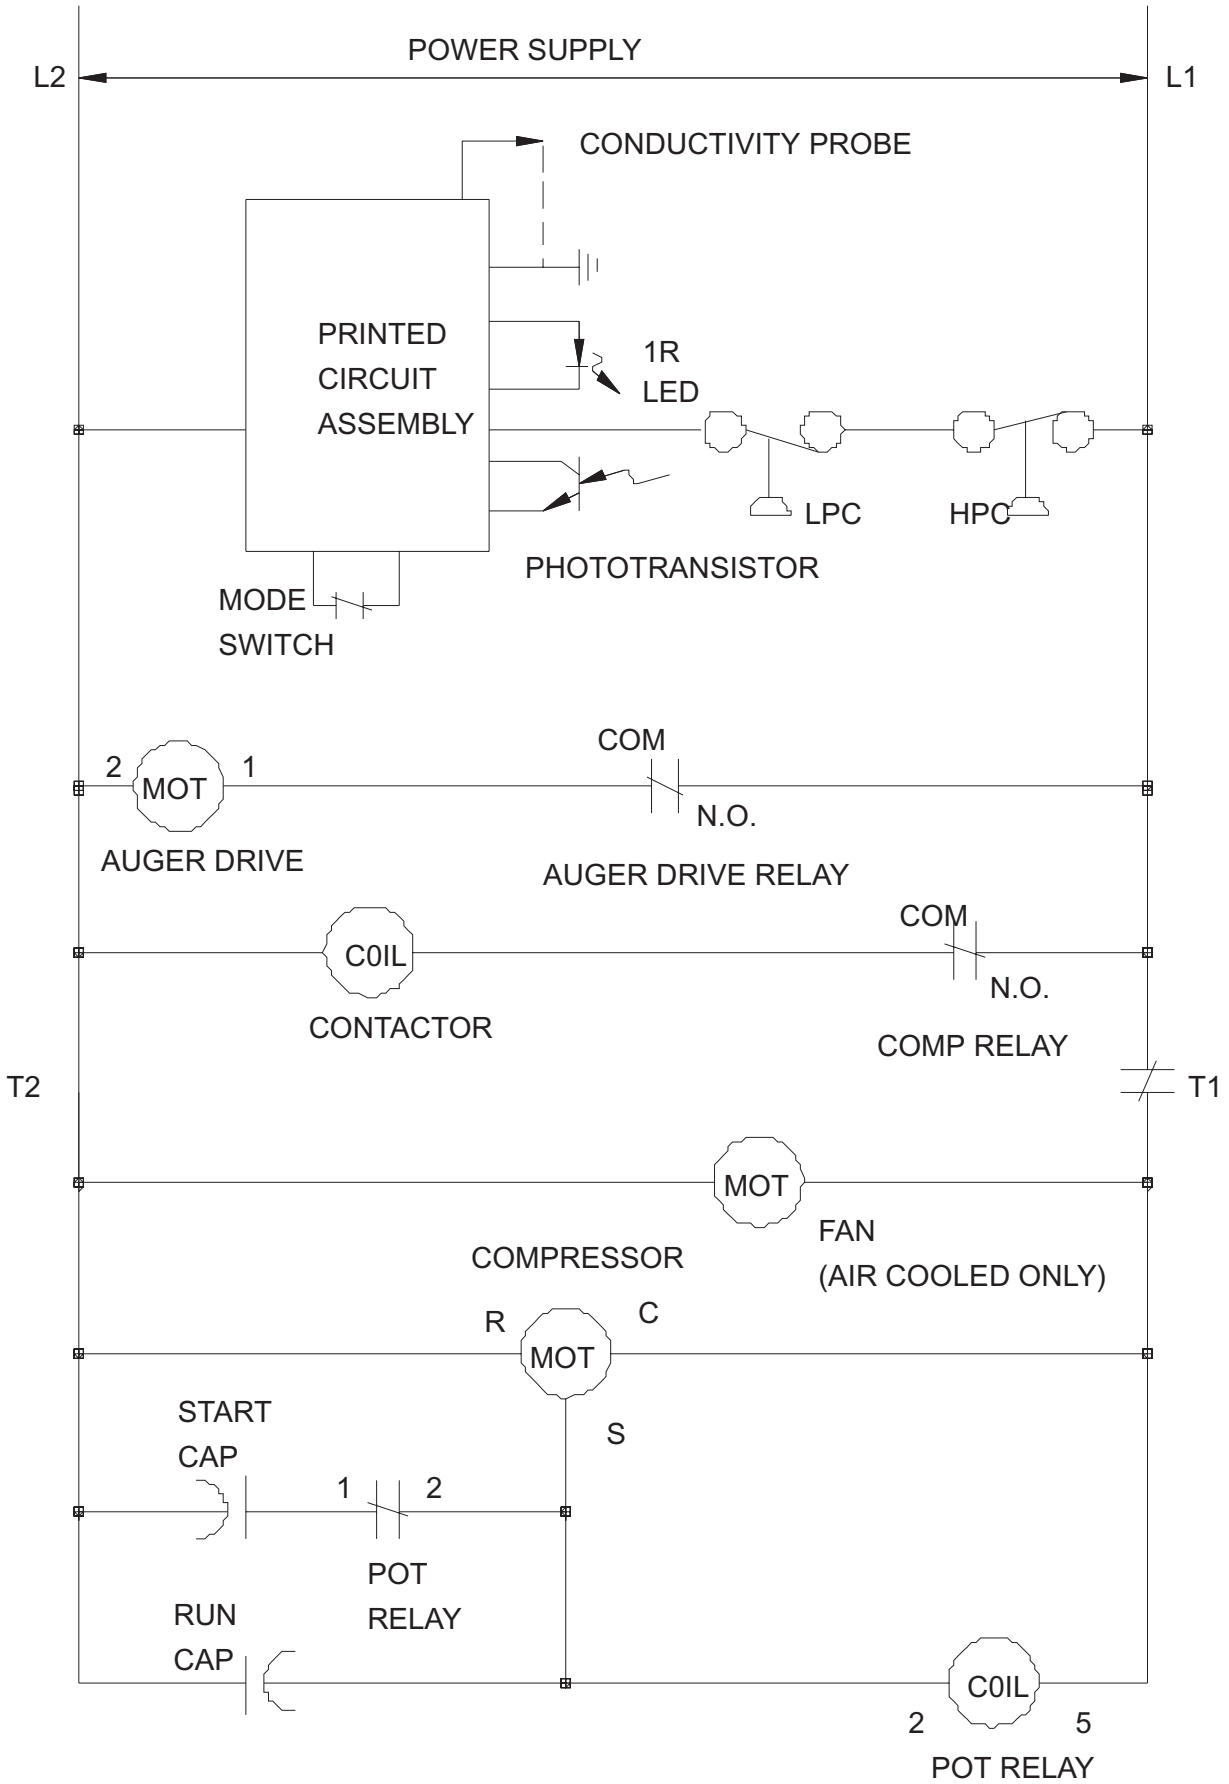 POWER SUPPLY
L2
L1
CONDUCTIVITY PROBE
PRINTED
CIRCUIT
ASSEMBLY
1R
LED
LPC
HPC
PHOTOTRANSISTOR
MODE
SWITCH
COM
2
MOT
1
N.O.
AUGER DRIVE
AUGER DRIVE RELAY
COM
C0IL
N.O.
CONTACTOR
COMP RELAY
T2
T1
MOT
FAN
(AIR COOLED ONLY)
COMPRESSOR
R
C
MOT
S
START
CAP
1
2
POT
RELAY
RUN
CAP
C0IL
2
5
POT RELAY